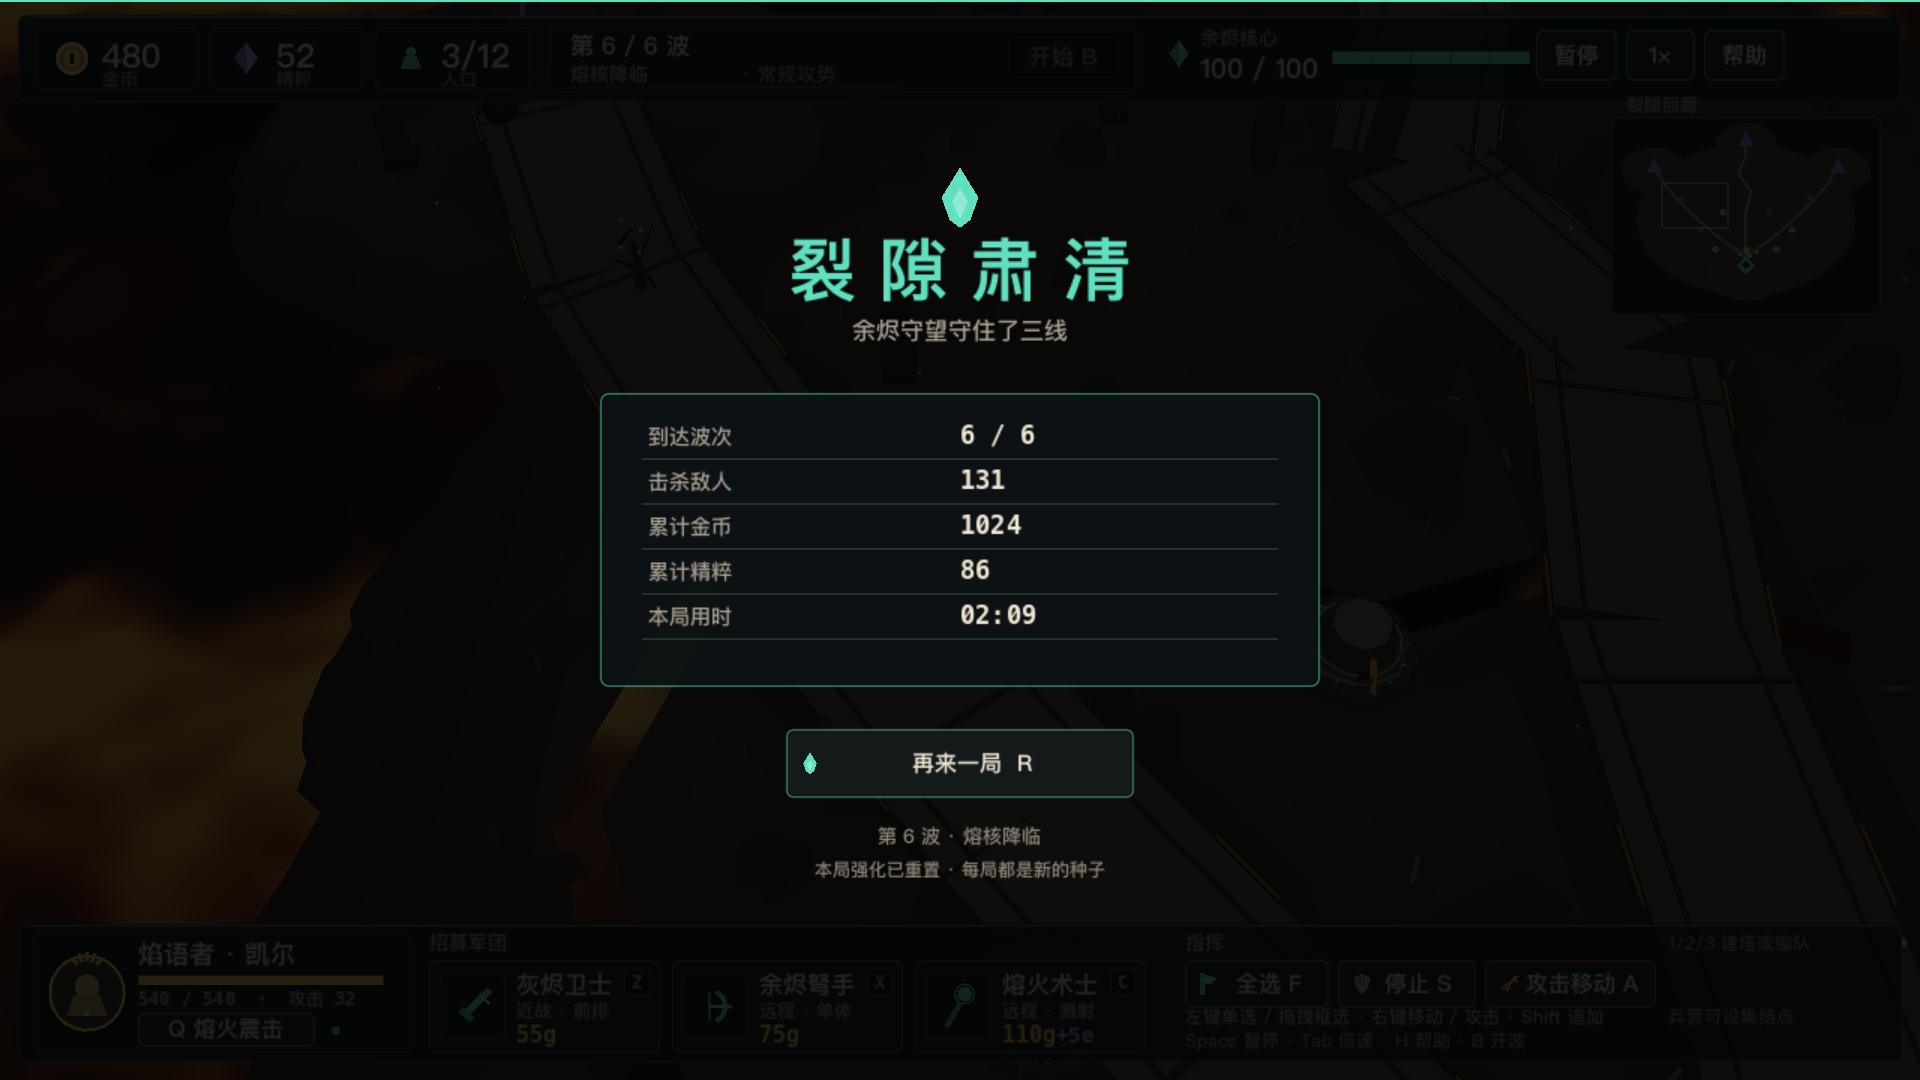 480
金币
52
精粹
3/12
人口
第 6 / 6 波
熔核降临 · 常规攻势
开始 B
余烬核心
100 / 100
暂停
1×
帮助
裂隙回廊
裂隙肃清
余烬守望守住了三线
到达波次 6 / 6
击杀敌人 131
累计金币 1024
累计精粹 86
本局用时 02:09
再来一局 R
第 6 波 · 熔核降临
本局强化已重置 · 每局都是新的种子
焰语者 · 凯尔
540 / 540 · 攻击 32
Q 熔火震击
招募军团
灰烬卫士 Z
近战 · 前排
55g
余烬弩手 X
远程 · 单体
75g
熔火术士 C
远程 · 溅射
110g+5e
指挥
全选 F
停止 S
攻击移动 A
左键单选 / 拖拽框选 · 右键移动 / 攻击 · Shift 追加
Space 暂停 · Tab 倍速 · H 帮助 · B 开波
1/2/3 建塔或编队
兵营可设集结点